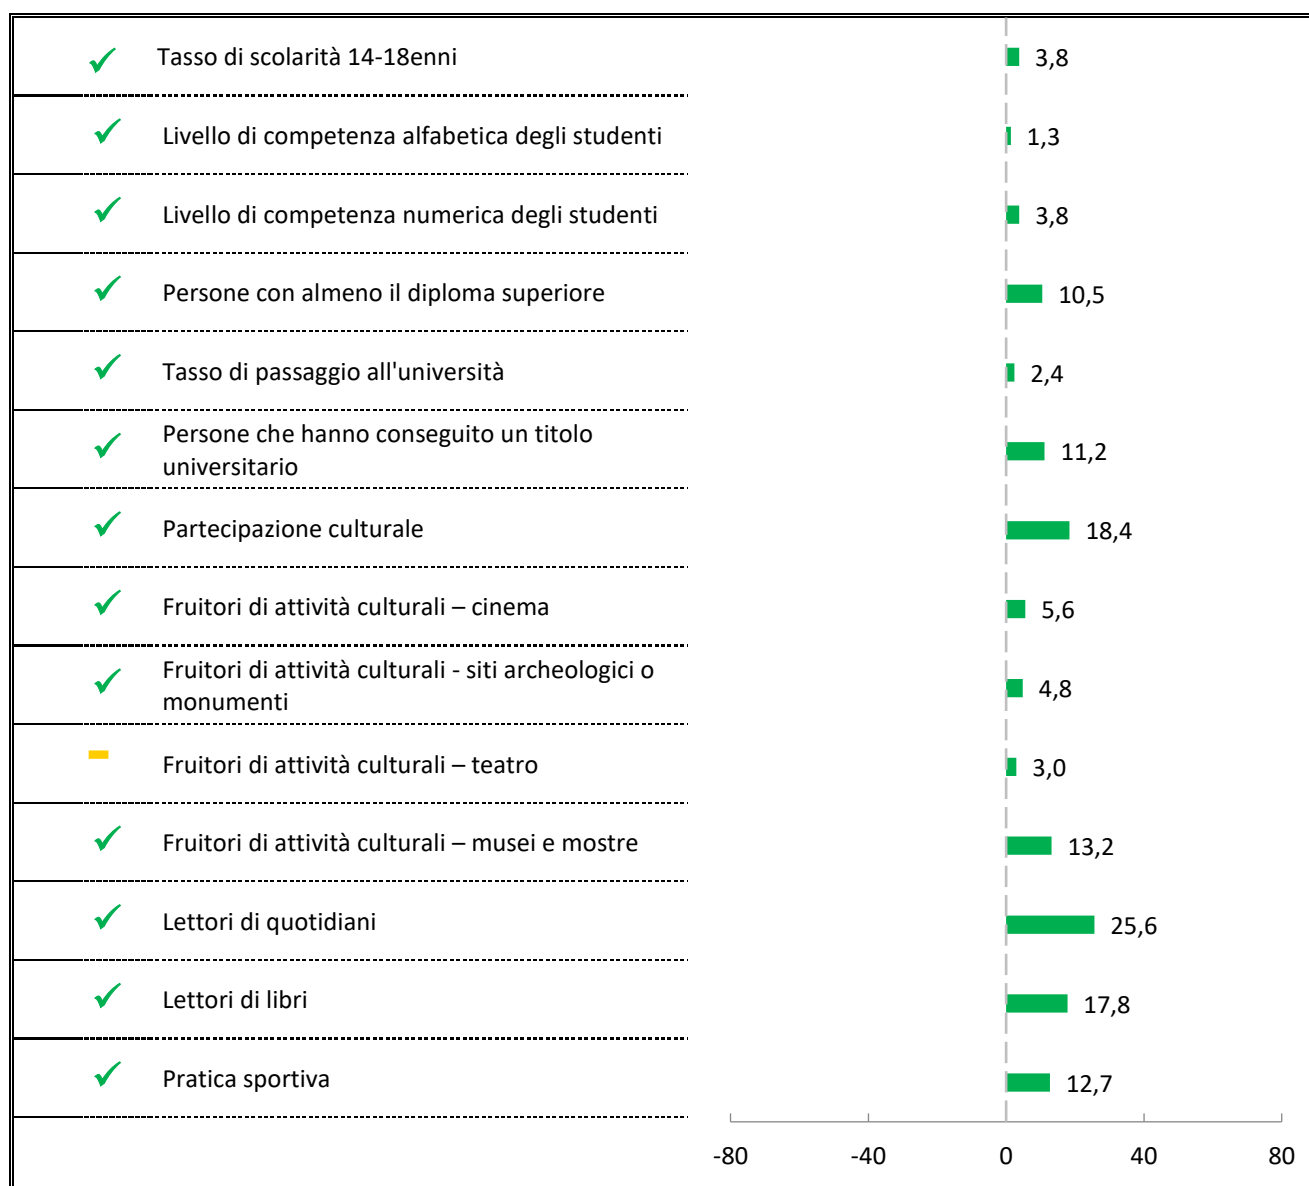 Tasso di scolarità 14-18enni 3,8
Livello di competenza alfabetica degli studenti 1,3
Livello di competenza numerica degli studenti 3,8
Persone con almeno il diploma superiore 10,5
Tasso di passaggio all'università 2,4
Persone che hanno conseguito un titolo
universitario 11,2
Partecipazione culturale 18,4
Fruitori di attività culturali – cinema 5,6
Fruitori di attività culturali - siti archeologici o
monumenti 4,8
Fruitori di attività culturali – teatro 3,0
Fruitori di attività culturali – musei e mostre 13,2
Lettori di quotidiani 25,6
Lettori di libri 17,8
Pratica sportiva 12,7
-80 -40 0 40 80